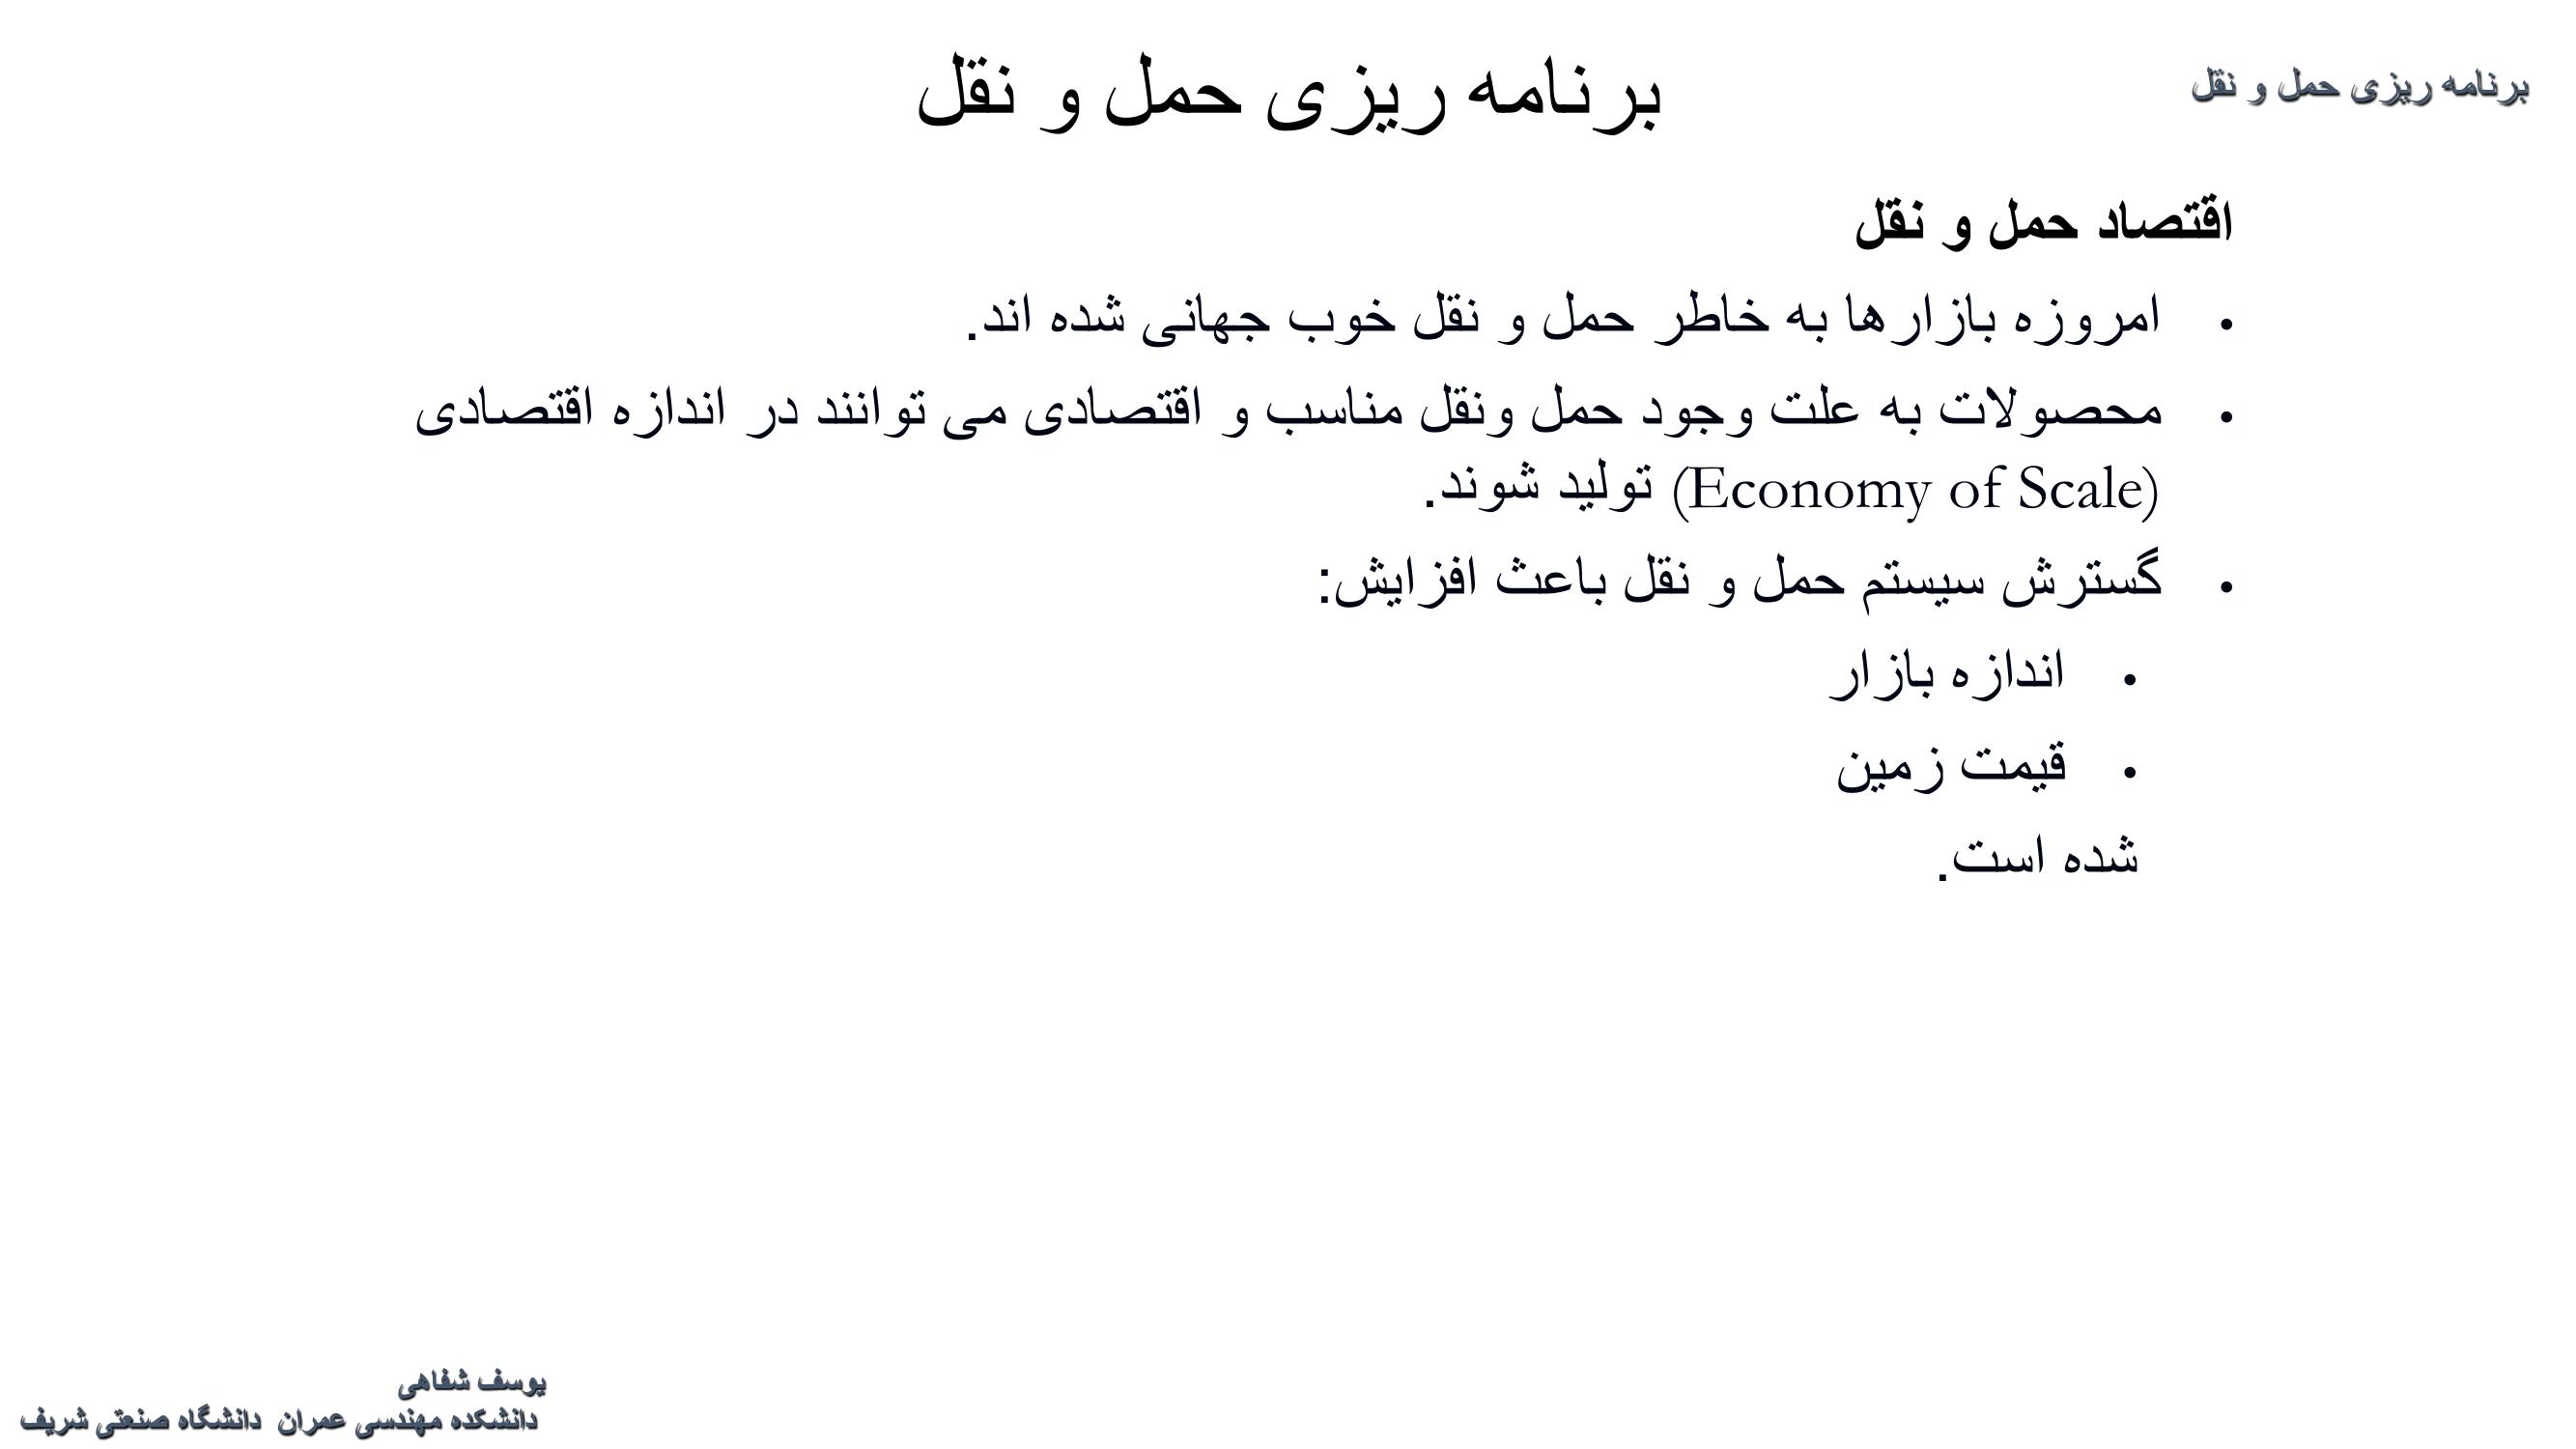 برنامه ریزی حمل و نقل
برنامه ریزی حمل و نقل
اقتصاد حمل و نقل
• امروزه بازارها به خاطر حمل و نقل خوب جهانی شده اند.
• محصولات به علت وجود حمل ونقل مناسب و اقتصادی می توانند در اندازه اقتصادی
(Economy of Scale) تولید شوند.
• گسترش سیستم حمل و نقل باعث افزایش:
• اندازه بازار
• قیمت زمین
شده است.
یوسف شفاهی
دانشکده مهندسی عمران دانشگاه صنعتی شریف